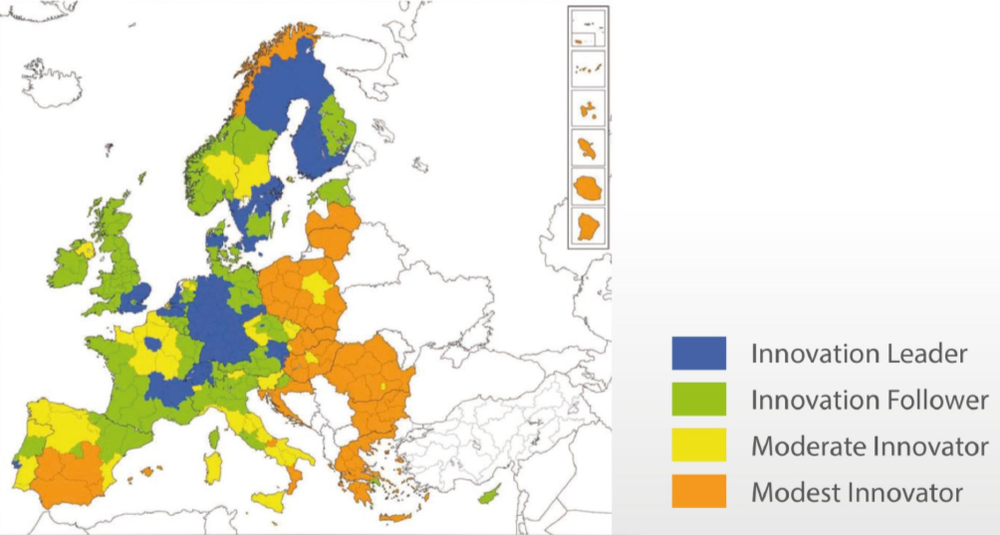 Innovation Leader
Innovation Follower
Moderate Innovator
Modest Innovator